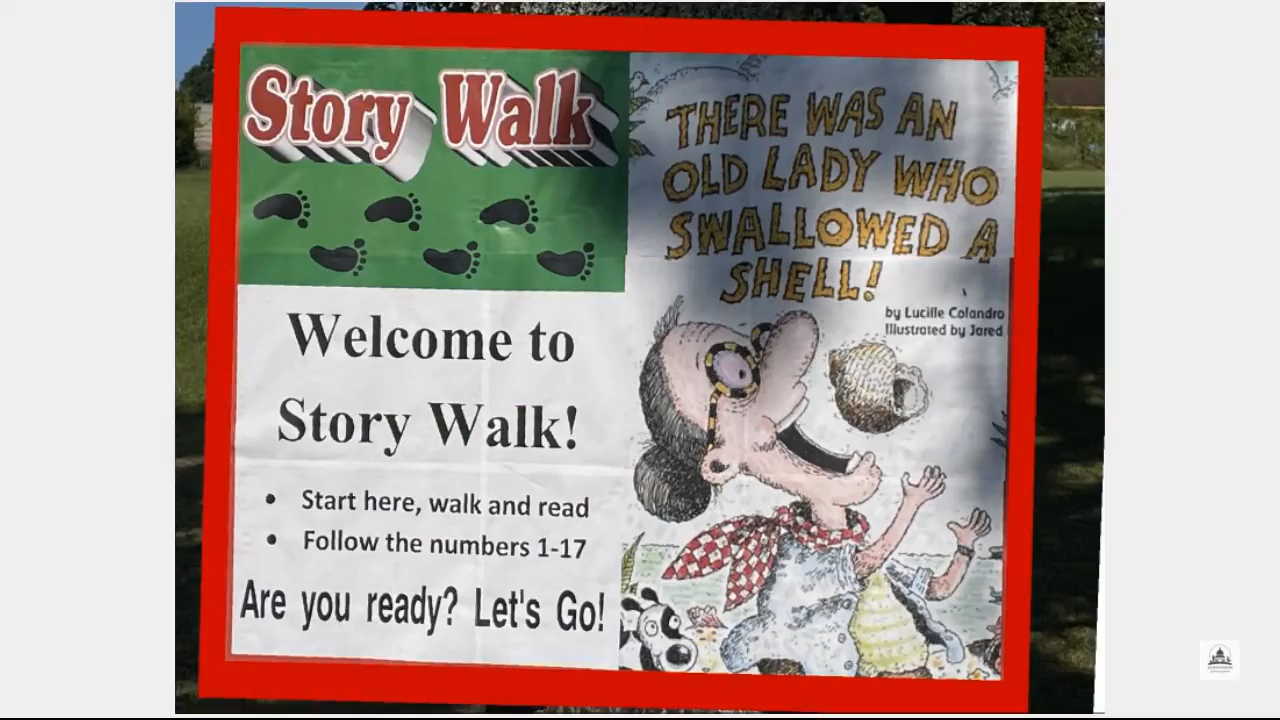 Story Walk
Welcome to
Story Walk!
• Start here, walk and read
• Follow the numbers 1-17
Are you ready? Let's Go!
THERE WAS AN
OLD LADY WHO
SWALLOWED A
SHELL!
by Lucille Colandro
Illustrated by Jared